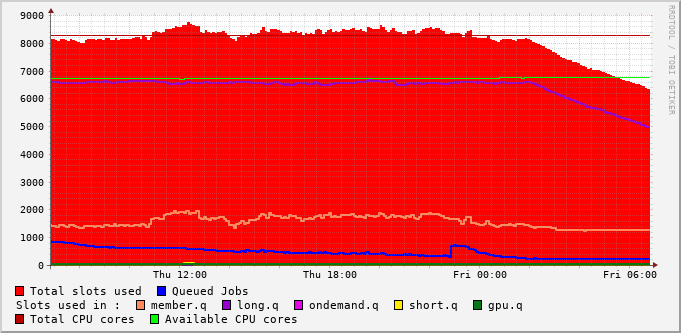 9000
8000
7000
6000
5000
4000
3000
2000
1000
0
Thu 12:00 Thu 18:00 Fri 00:00 Fri 06:00
RRDTOOL / TOBI OETIKER
Total slots used Queued Jobs
Slots used in : member.q long.q ondemand.q short.q gpu.q
Total CPU cores Available CPU cores